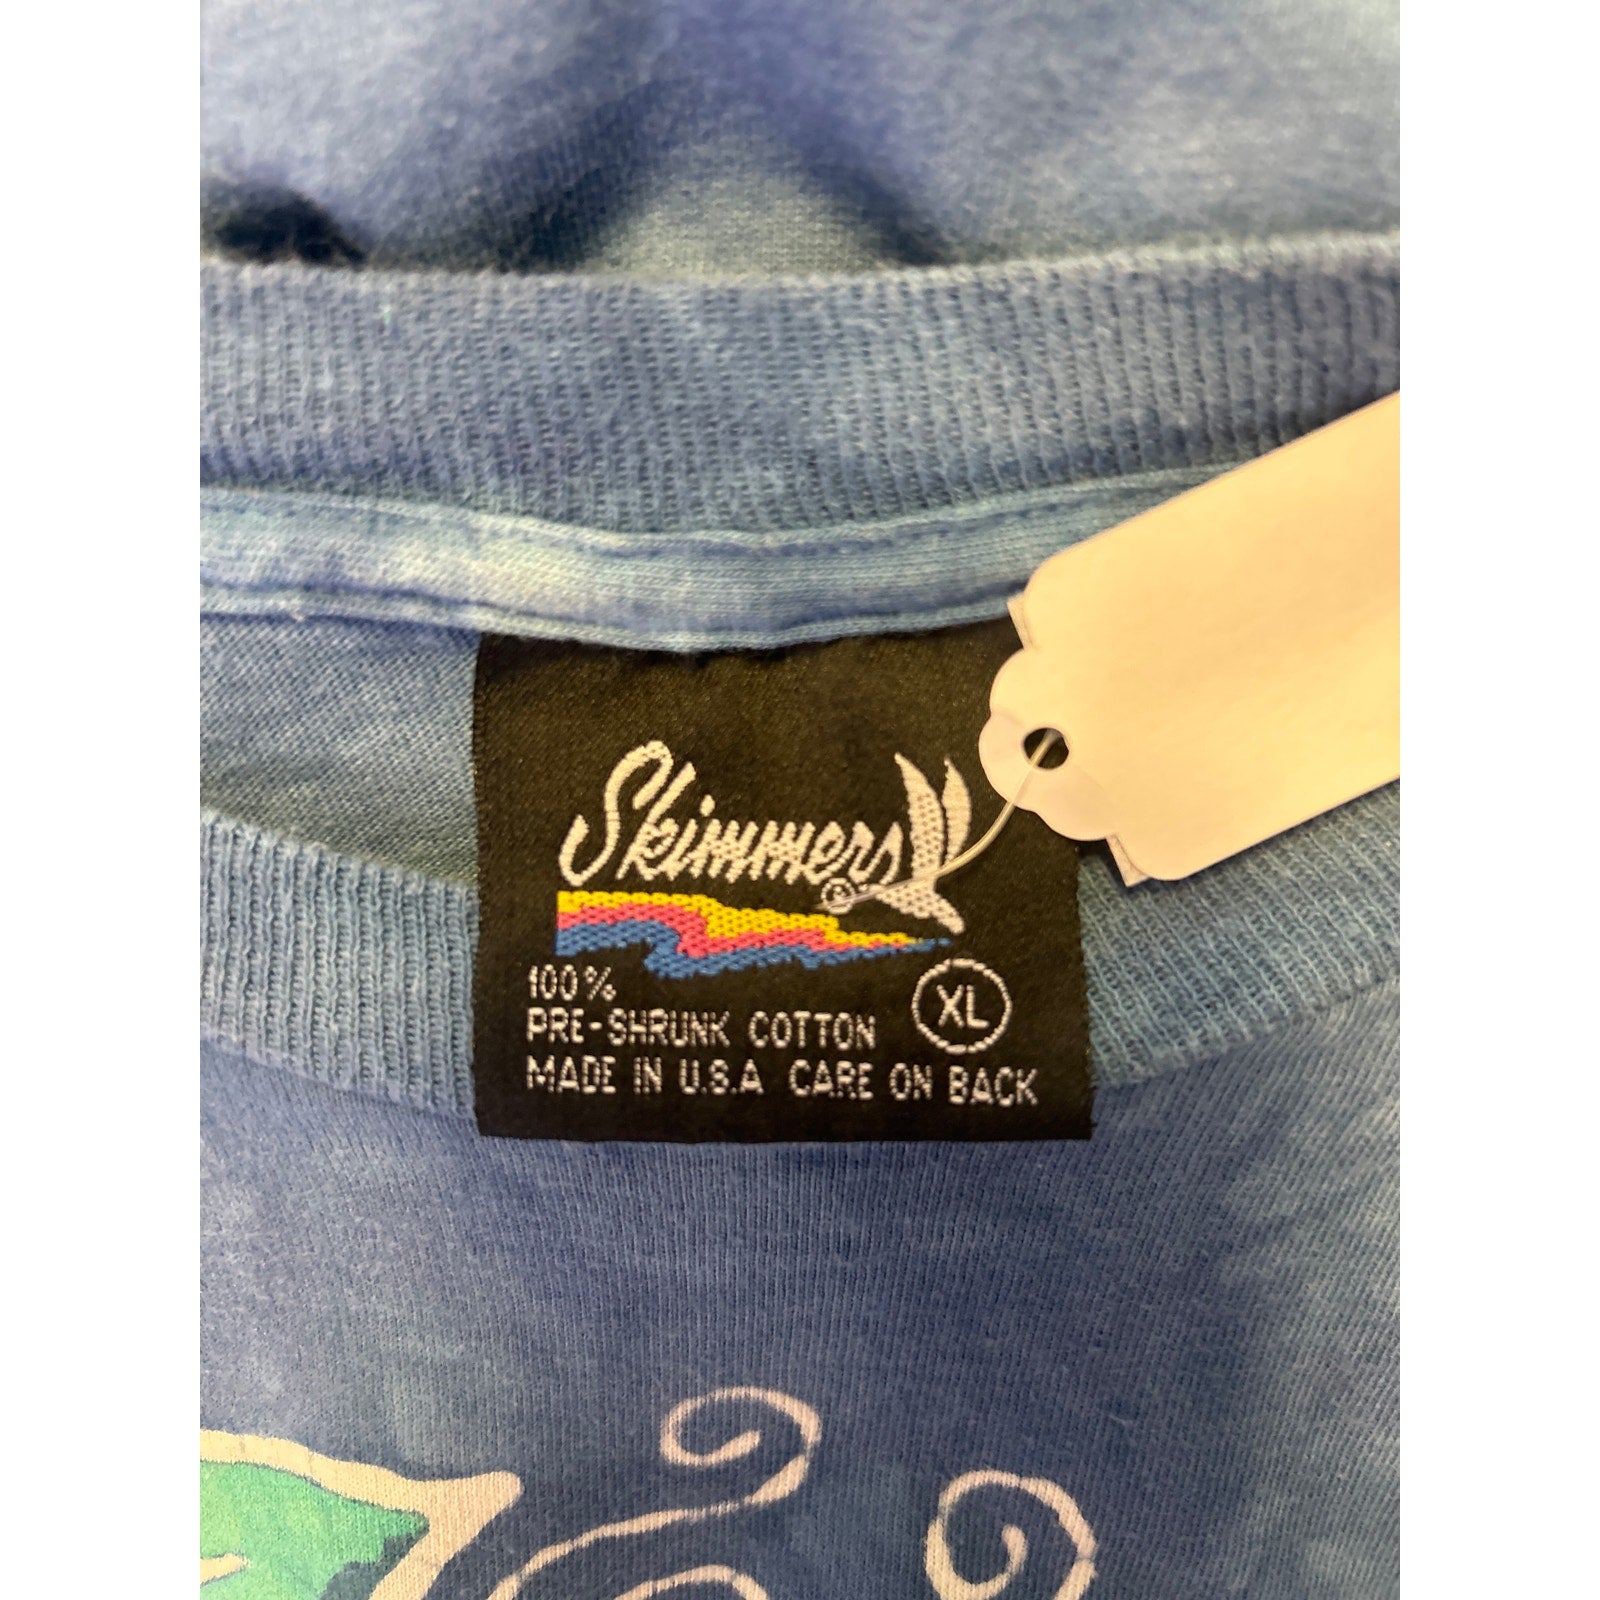 Skimmers®
100%
PRE-SHRUNK COTTON XL
MADE IN U.S.A CARE ON BACK